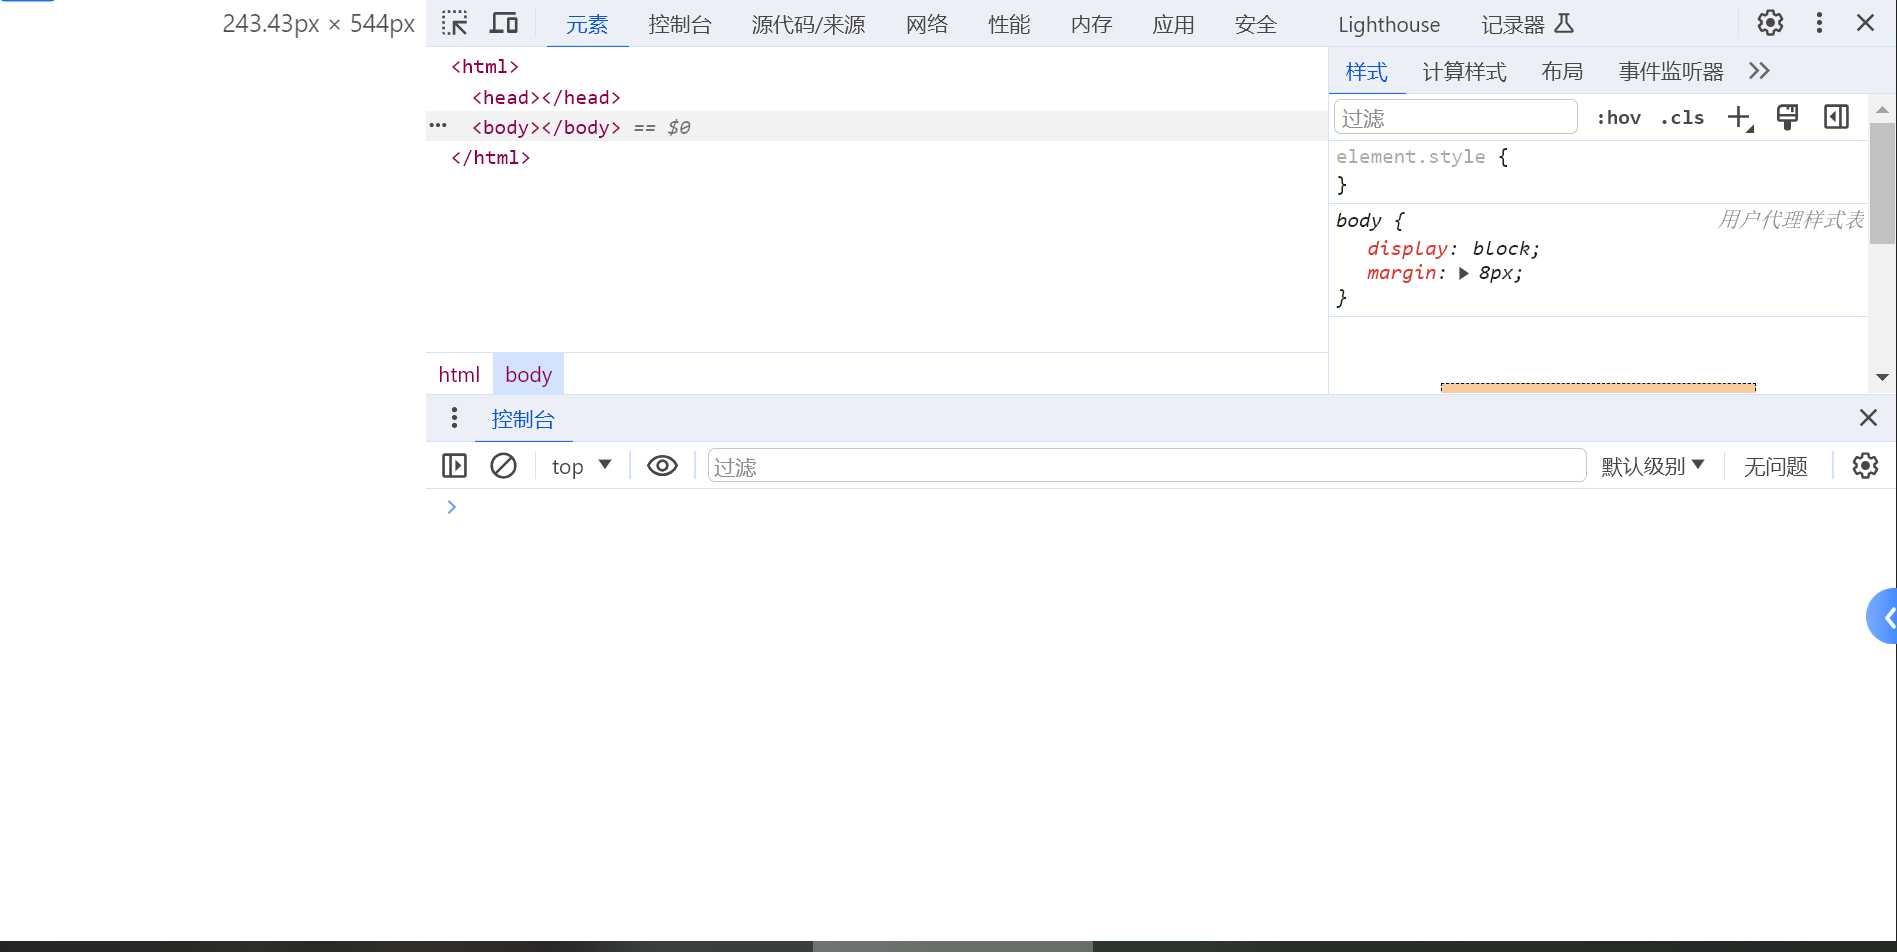 243.43px × 544px
元素 控制台 源代码/来源 网络 性能 内存 应用 安全 Lighthouse 记录器
<html>
<head></head>
<body></body> == $0
</html>
html body
样式 计算样式 布局 事件监听器
过滤 :hov .cls
element.style {
}
body { 用户代理样式表
display: block;
margin: 8px;
}
控制台
top 过滤 默认级别 无问题